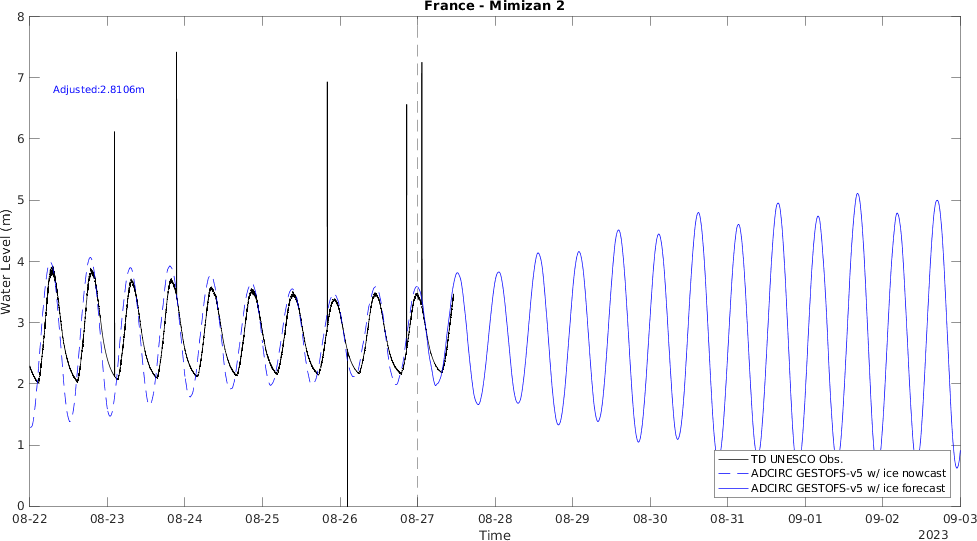 France - Mimizan 2
8
7
6
5
4
3
2
1
0
Water Level (m)
Adjusted:2.8106m
TD UNESCO Obs.
ADCIRC GESTOFS-v5 w/ ice nowcast
ADCIRC GESTOFS-v5 w/ ice forecast
08-22 08-23 08-24 08-25 08-26 08-27 08-28 08-29 08-30 08-31 09-01 09-02 09-03
Time
2023